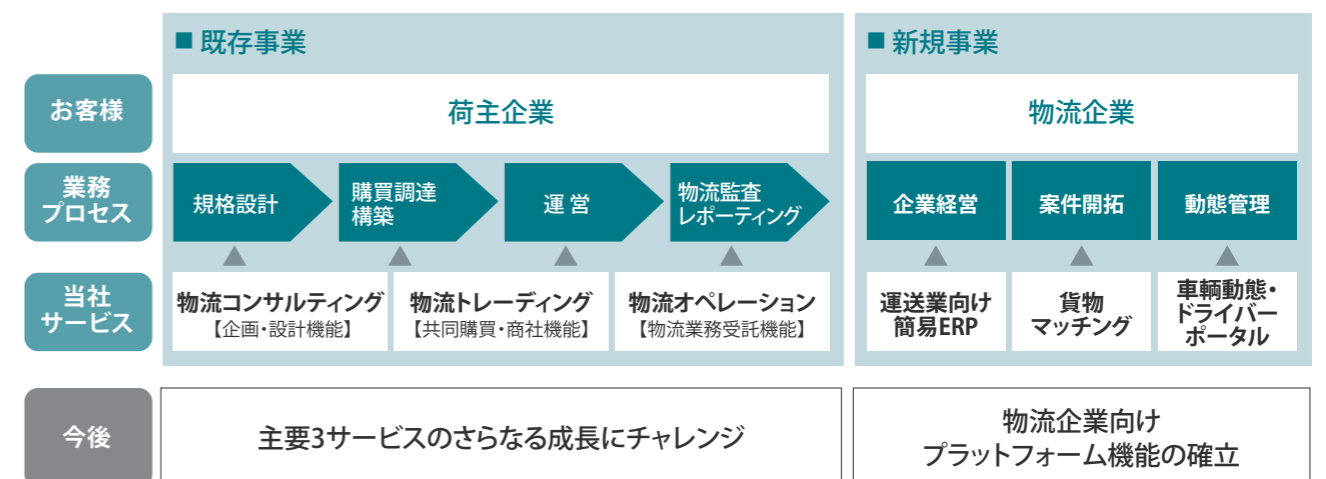 ■ 既存事業
■ 新規事業
お客様
荷主企業
物流企業
業務
プロセス
規格設計
購買調達
構築
運営
物流監査
レポーティング
企業経営
案件開拓
動態管理
当社
サービス
物流コンサルティング
【企画・設計機能】
物流トレーディング
【共同購買・商社機能】
物流オペレーション
【物流業務受託機能】
運送業向け
簡易ERP
貨物
マッチング
車輌動態・
ドライバー
ポータル
今後
主要3サービスのさらなる成長にチャレンジ
物流企業向け
プラットフォーム機能の確立